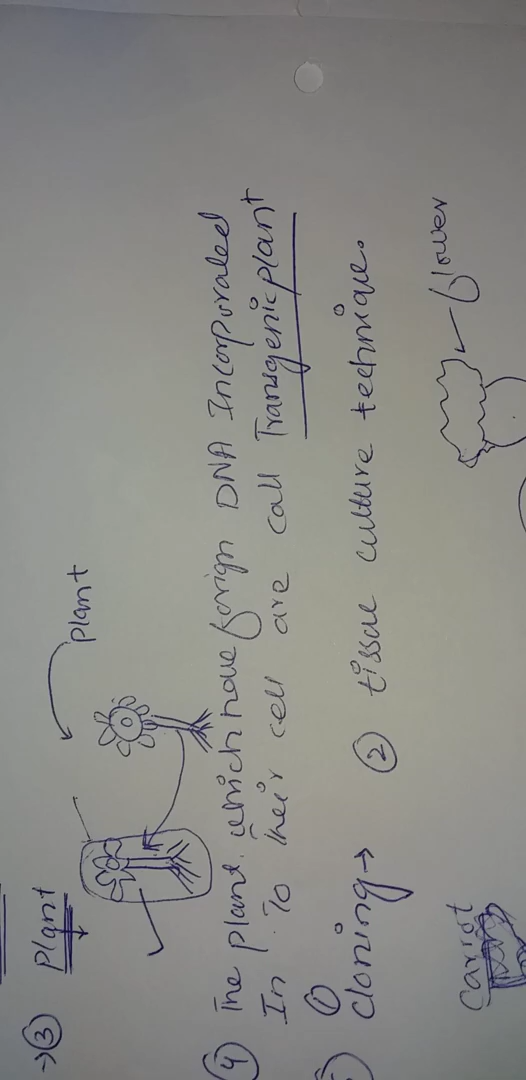 →③ Plant
plant
④ The plant. which have forign DNA Incorporated
In To their cell are call Transgenic plant
① Cloning → ② tissue culture technique.
Carrot
flower